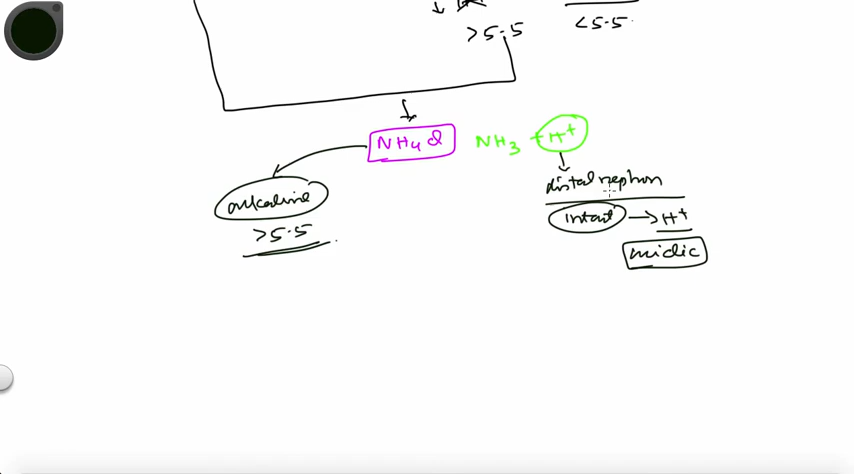 > 5.5
< 5.5
NH4Cl NH3 + H+
distal nephron
alkaline
> 5.5
intact → H+
acidic